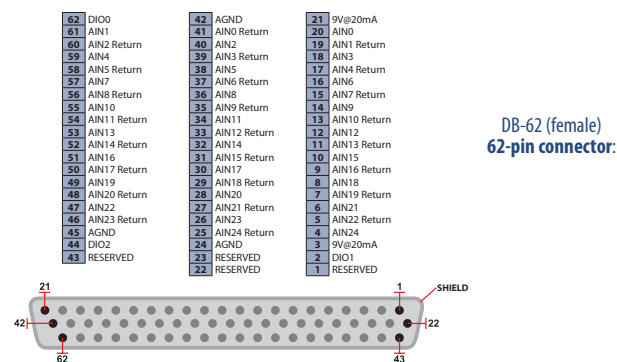 62 DIO0
61 AIN1
60 AIN2 Return
59 AIN4
58 AIN5 Return
57 AIN7
56 AIN8 Return
55 AIN10
54 AIN11 Return
53 AIN13
52 AIN14 Return
51 AIN16
50 AIN17 Return
49 AIN19
48 AIN20 Return
47 AIN22
46 AIN23 Return
45 AGND
44 DIO2
43 RESERVED
42 AGND
41 AIN0 Return
40 AIN2
39 AIN3 Return
38 AIN5
37 AIN6 Return
36 AIN8
35 AIN9 Return
34 AIN11
33 AIN12 Return
32 AIN14
31 AIN15 Return
30 AIN17
29 AIN18 Return
28 AIN20
27 AIN21 Return
26 AIN23
25 AIN24 Return
24 AGND
23 RESERVED
22 RESERVED
21 9V@20mA
20 AIN0
19 AIN1 Return
18 AIN3
17 AIN4 Return
16 AIN6
15 AIN7 Return
14 AIN9
13 AIN10 Return
12 AIN12
11 AIN13 Return
10 AIN15
9 AIN16 Return
8 AIN18
7 AIN19 Return
6 AIN21
5 AIN22 Return
4 AIN24
3 9V@20mA
2 DIO1
1 RESERVED
DB-62 (female)
62-pin connector:
21
1
SHIELD
42
22
62
43